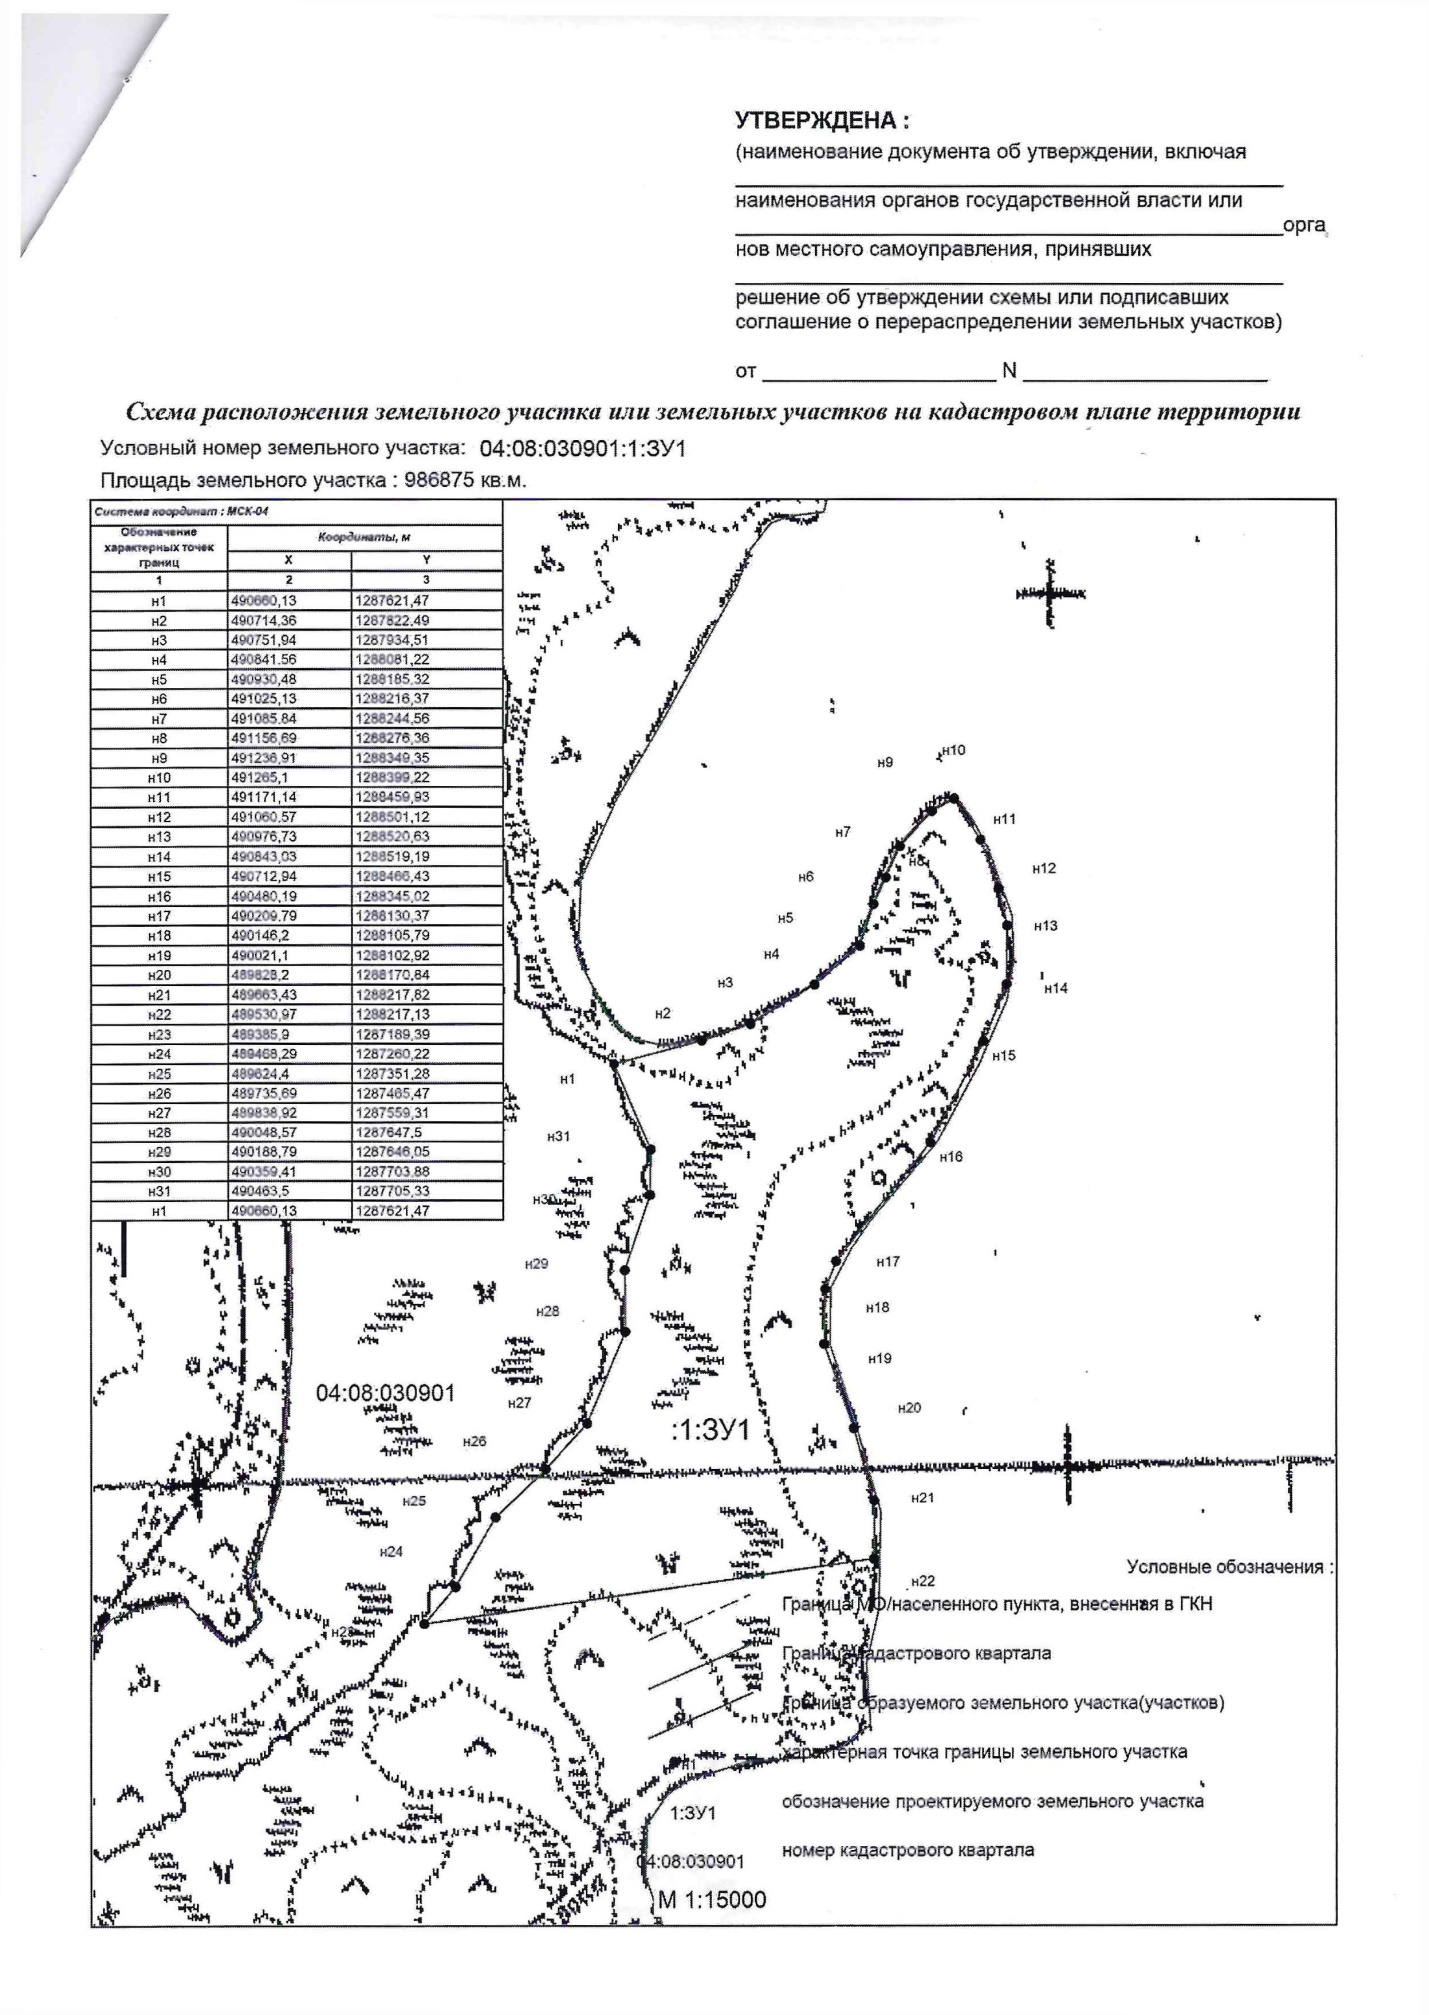 УТВЕРЖДЕНА :
(наименование документа об утверждении, включая
наименования органов государственной власти или
орга
нов местного самоуправления, принявших
решение об утверждении схемы или подписавших
соглашение о перераспределении земельных участков)
от N
Схема расположения земельного участка или земельных участков на кадастровом плане территории
Условный номер земельного участка: 04:08:030901:1:ЗУ1
Площадь земельного участка : 986875 кв.м.
Система координат : МСК-04
Обозначение характерных точек границ Координаты, м
X Y
1 2 3
н1 490660,13 1287621,47
н2 490714,36 1287822,49
н3 490751,94 1287934,51
н4 490841.56 1288081,22
н5 490930,48 1288185,32
н6 491025,13 1288216,37
н7 491085.84 1288244,56
н8 491156,69 1288276,36
н9 491236,91 1288349,35
н10 491265,1 1288399,22
н11 491171,14 1288459,93
н12 491060,57 1288501,12
н13 490976,73 1288520,63
н14 490843,03 1288519,19
н15 490712,94 1288466,43
н16 490480,19 1288345,02
н17 490209,79 1288130,37
н18 490146,2 1288105,79
н19 490021,1 1288102,92
н20 489828,2 1288170,84
н21 489663,43 1288217,82
н22 489530,97 1288217,13
н23 489385,9 1287189,39
н24 489468,29 1287260,22
н25 489624,4 1287351,28
н26 489735,69 1287465,47
н27 489838,92 1287559,31
н28 490048,57 1287647,5
н29 490188,79 1287646,05
н30 490359,41 1287703,88
н31 490463,5 1287705,33
н1 490660,13 1287621,47
н10
н9
н11
н7
н8
н12
н6
н5
н13
н4
н3
н14
н2
н15
н1
н31
н16
н30
н29
н17
н28
н18
н19
04:08:030901
н27
н20
:1:ЗУ1
н26
н25
н21
н24
Условные обозначения :
н22
Граница МО/населенного пункта, внесенная в ГКН
н23
Граница кадастрового квартала
Граница образуемого земельного участка(участков)
н1 характерная точка границы земельного участка
1:ЗУ1 обозначение проектируемого земельного участка
04:08:030901 номер кадастрового квартала
М 1:15000